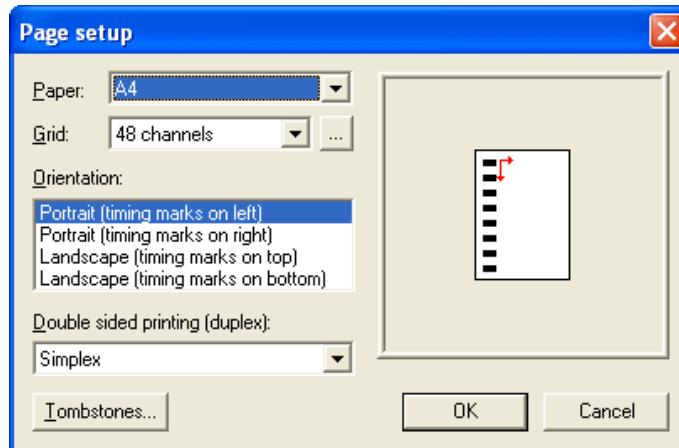 Page setup
Paper: A4
Grid: 48 channels ...
Orientation:
Portrait (timing marks on left)
Portrait (timing marks on right)
Landscape (timing marks on top)
Landscape (timing marks on bottom)
Double sided printing (duplex):
Simplex
Tombstones... OK Cancel